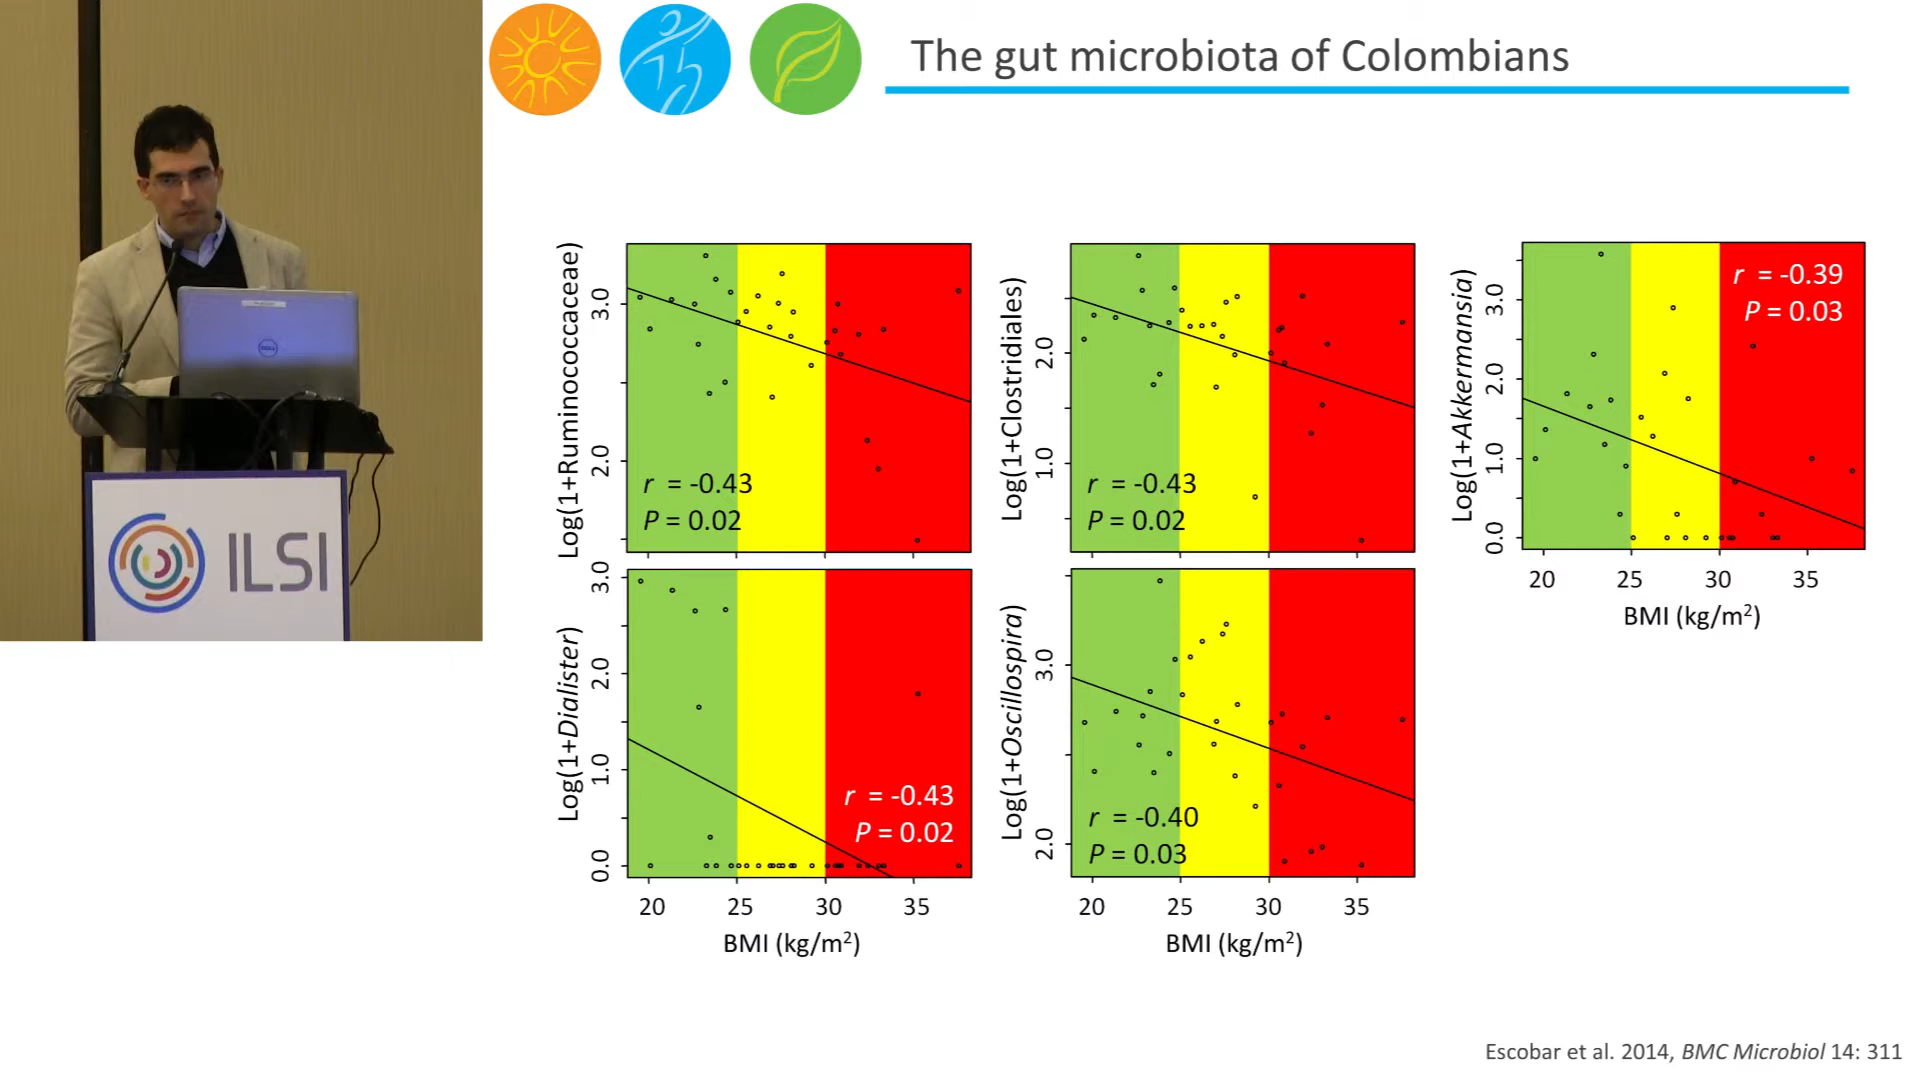 The gut microbiota of Colombians
Log(1+Ruminococcaceae)
3.0
2.0
r = -0.43
P = 0.02
Log(1+Clostridiales)
2.0
1.0
r = -0.43
P = 0.02
Log(1+Akkermansia)
3.0
2.0
1.0
0.0
r = -0.39
P = 0.03
20 25 30 35
BMI (kg/m²)
Log(1+Dialister)
3.0
2.0
1.0
0.0
r = -0.43
P = 0.02
20 25 30 35
BMI (kg/m²)
Log(1+Oscillospira)
3.0
2.0
r = -0.40
P = 0.03
20 25 30 35
BMI (kg/m²)
DELL
ILSI
Escobar et al. 2014, BMC Microbiol 14: 311